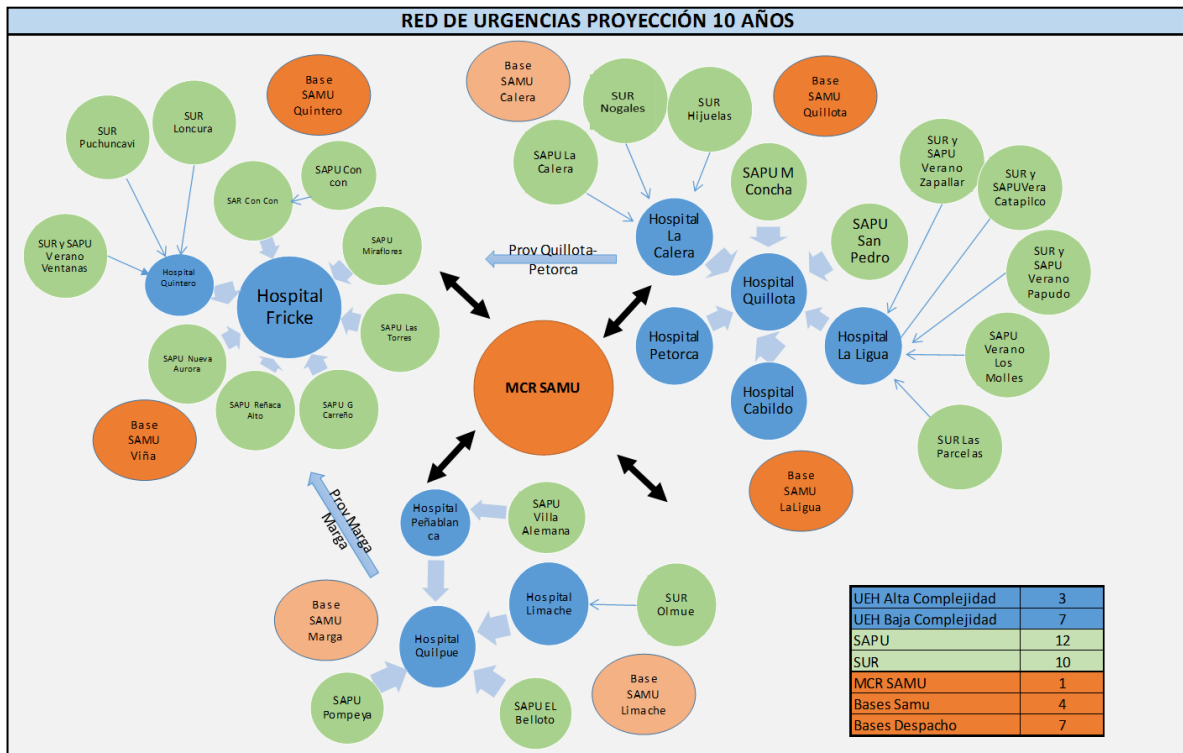 RED DE URGENCIAS PROYECCIÓN 10 AÑOS
Base
SAMU
Quintero
SUR
Puchuncavi
SUR
Loncura
SAPU Con
con
SAR Con Con
SAPU
Miraflores
SUR y SAPU
Verano
Ventanas
Hospital
Quintero
Hospital
Fricke
SAPU Las
Torres
SAPU Nueva
Aurora
SAPU Reñaca
Alto
SAPU G
Carreño
Base
SAMU
Viña
Base
SAMU
Calera
SUR
Nogales
SUR
Hijuelas
Base
SAMU
Quillota
SAPU La
Calera
SAPU M
Concha
SUR y
SAPU
Verano
Zapallar
SUR y
SAPUVera
Catapilco
Hospital
La
Calera
SAPU
San
Pedro
Prov Quillota-
Petorca
SUR y
SAPU
Verano
Papudo
Hospital
Quillota
Hospital
Petorca
Hospital
La Ligua
SAPU
Verano
Los
Molles
Hospital
Cabildo
SUR Las
Parcelas
Base
SAMU
LaLigua
MCR SAMU
Prov Marga
Marga
Hospital
Peñablan
ca
SAPU
Villa
Alemana
Base
SAMU
Marga
Hospital
Limache
SUR
Olmue
Hospital
Quilpue
SAPU
Pompeya
SAPU EL
Belloto
Base
SAMU
Limache
UEH Alta Complejidad 3
UEH Baja Complejidad 7
SAPU 12
SUR 10
MCR SAMU 1
Bases Samu 4
Bases Despacho 7